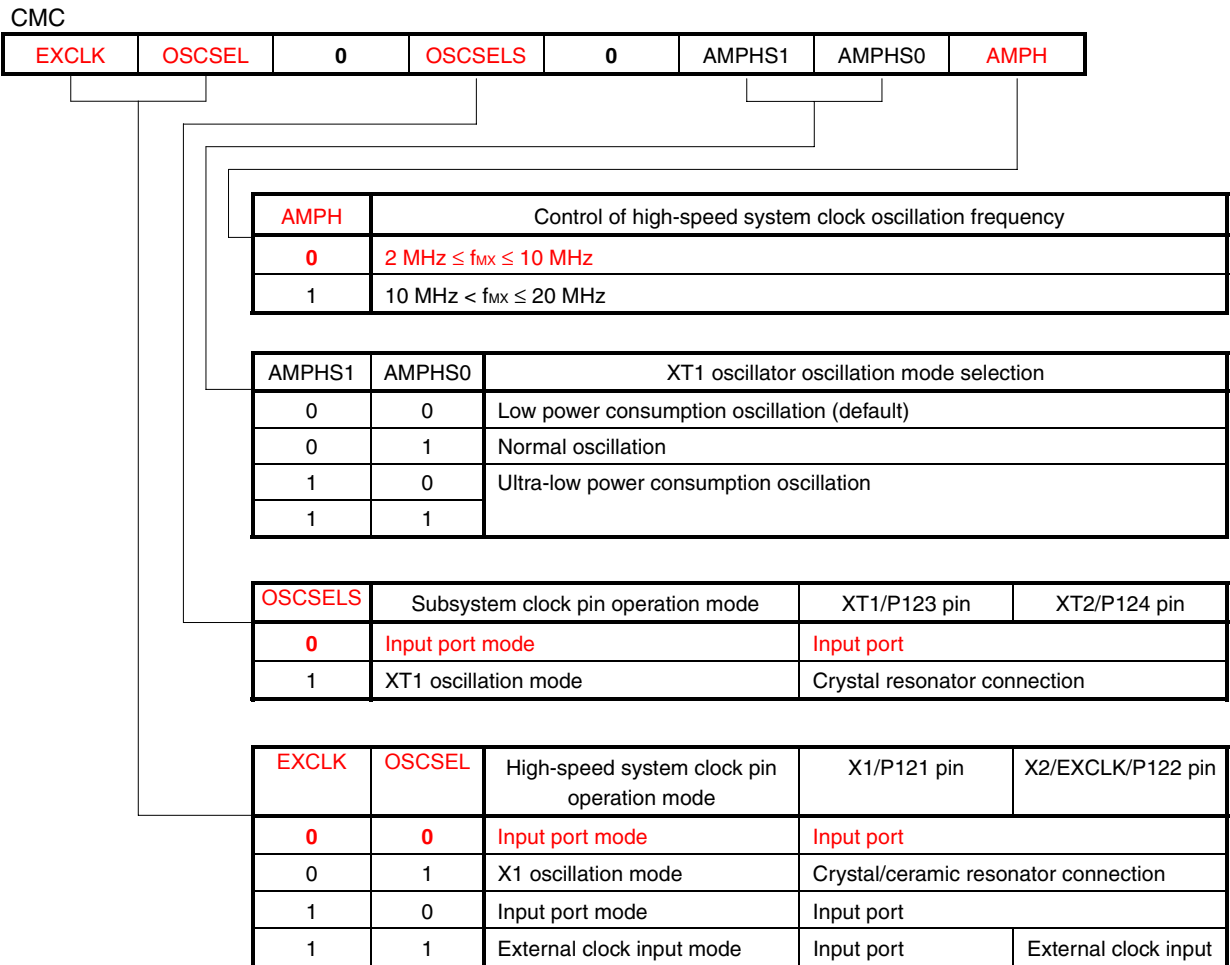 CMC
EXCLK OSCSEL 0 OSCSELS 0 AMPHS1 AMPHS0 AMPH
AMPH Control of high-speed system clock oscillation frequency
0 2 MHz ≤ fMX ≤ 10 MHz
1 10 MHz < fMX ≤ 20 MHz
AMPHS1 AMPHS0 XT1 oscillator oscillation mode selection
0 0 Low power consumption oscillation (default)
0 1 Normal oscillation
1 0 Ultra-low power consumption oscillation
1 1
OSCSELS Subsystem clock pin operation mode XT1/P123 pin XT2/P124 pin
0 Input port mode Input port
1 XT1 oscillation mode Crystal resonator connection
EXCLK OSCSEL High-speed system clock pin X1/P121 pin X2/EXCLK/P122 pin
operation mode
0 0 Input port mode Input port
0 1 X1 oscillation mode Crystal/ceramic resonator connection
1 0 Input port mode Input port
1 1 External clock input mode Input port External clock input